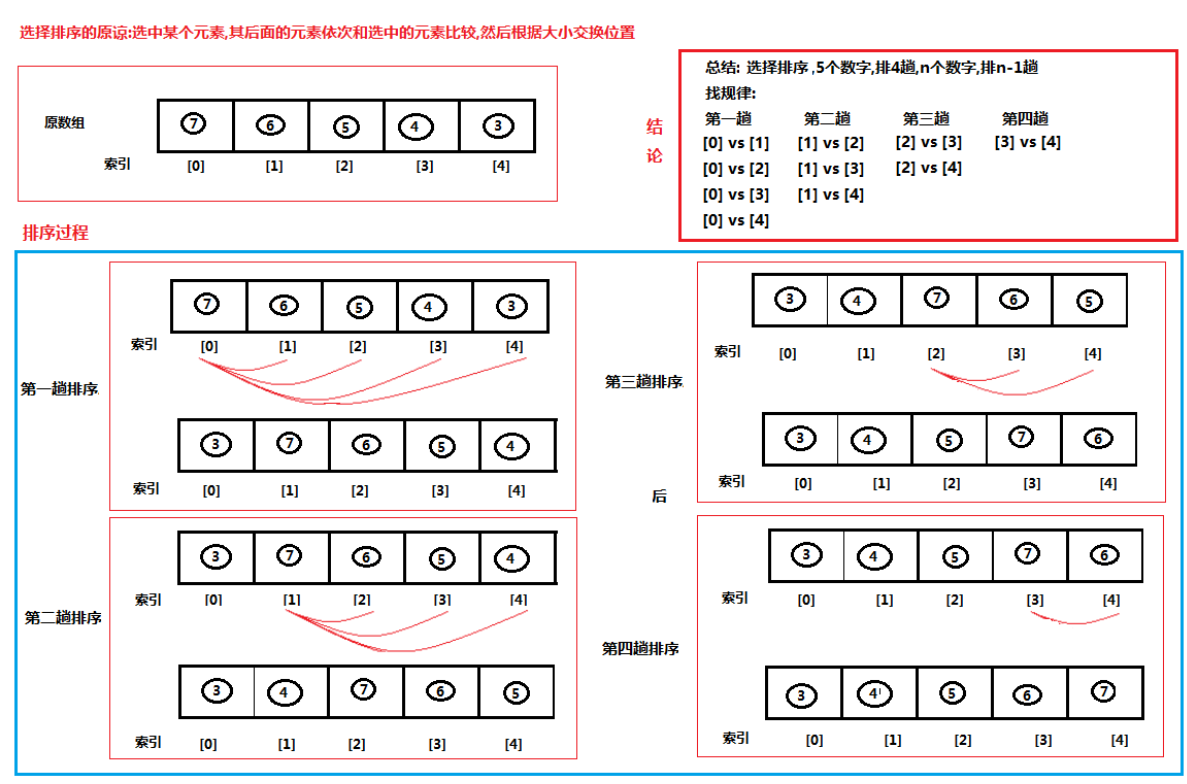 选择排序的原谅:选中某个元素,其后面的元素依次和选中的元素比较,然后根据大小交换位置
原数组
7 6 5 4 3
索引 [0] [1] [2] [3] [4]
结论
总结: 选择排序,5个数字,排4趟,n个数字,排n-1趟
找规律:
第一趟 第二趟 第三趟 第四趟
[0] vs [1] [1] vs [2] [2] vs [3] [3] vs [4]
[0] vs [2] [1] vs [3] [2] vs [4]
[0] vs [3] [1] vs [4]
[0] vs [4]
排序过程
第一趟排序
7 6 5 4 3
索引 [0] [1] [2] [3] [4]
3 7 6 5 4
索引 [0] [1] [2] [3] [4]
第二趟排序
3 7 6 5 4
索引 [0] [1] [2] [3] [4]
3 4 7 6 5
索引 [0] [1] [2] [3] [4]
后
第三趟排序
3 4 7 6 5
索引 [0] [1] [2] [3] [4]
3 4 5 7 6
索引 [0] [1] [2] [3] [4]
第四趟排序
3 4 5 7 6
索引 [0] [1] [2] [3] [4]
3 4 5 6 7
索引 [0] [1] [2] [3] [4]